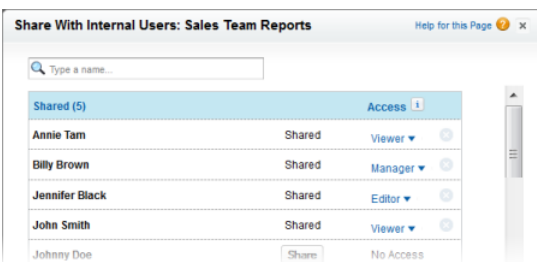 Share With Internal Users: Sales Team Reports Help for this Page
Type a name...
Shared (5) Access i
Annie Tam Shared Viewer
Billy Brown Shared Manager
Jennifer Black Shared Editor
John Smith Shared Viewer
Johnny Doe Share No Access